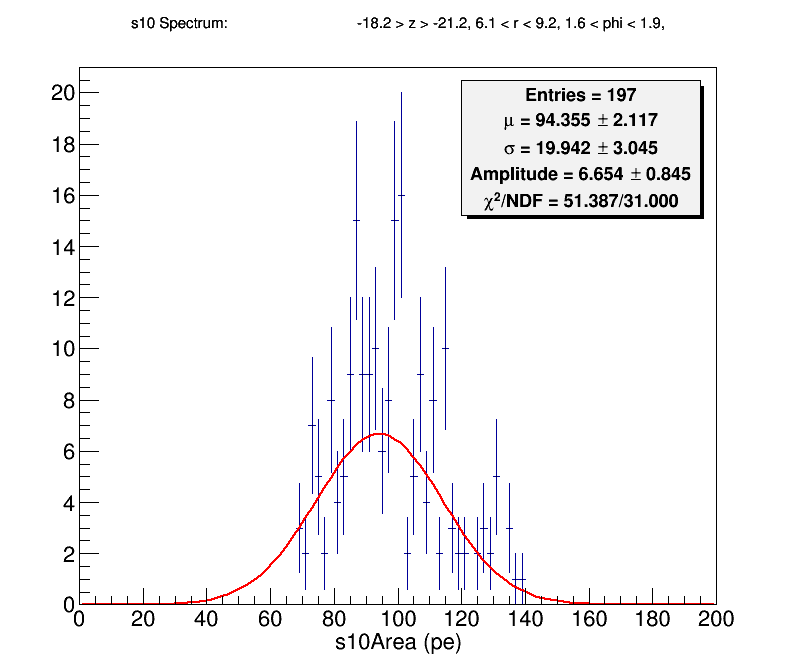 s10 Spectrum: -18.2 > z > -21.2, 6.1 < r < 9.2, 1.6 < phi < 1.9,
Entries = 197
μ = 94.355 ± 2.117
σ = 19.942 ± 3.045
Amplitude = 6.654 ± 0.845
χ²/NDF = 51.387/31.000
20
18
16
14
12
10
8
6
4
2
0
0 20 40 60 80 100 120 140 160 180 200
s10Area (pe)